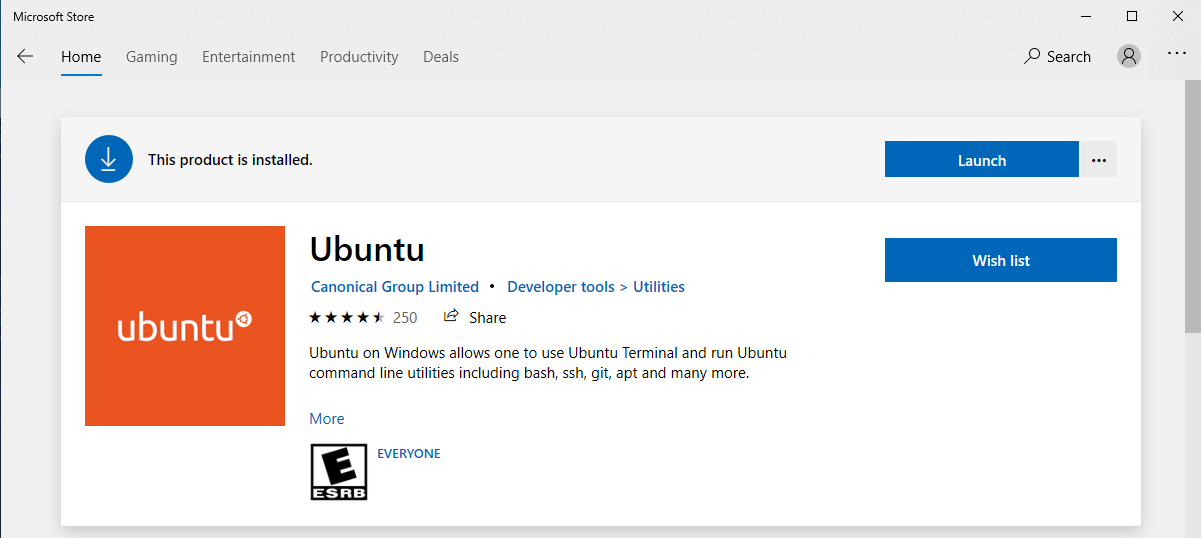 Microsoft Store
Home Gaming Entertainment Productivity Deals Search
This product is installed. Launch
ubuntu
Ubuntu
Wish list
Canonical Group Limited • Developer tools > Utilities
250 Share
Ubuntu on Windows allows one to use Ubuntu Terminal and run Ubuntu
command line utilities including bash, ssh, git, apt and many more.
More
E
EVERYONE
ESRB